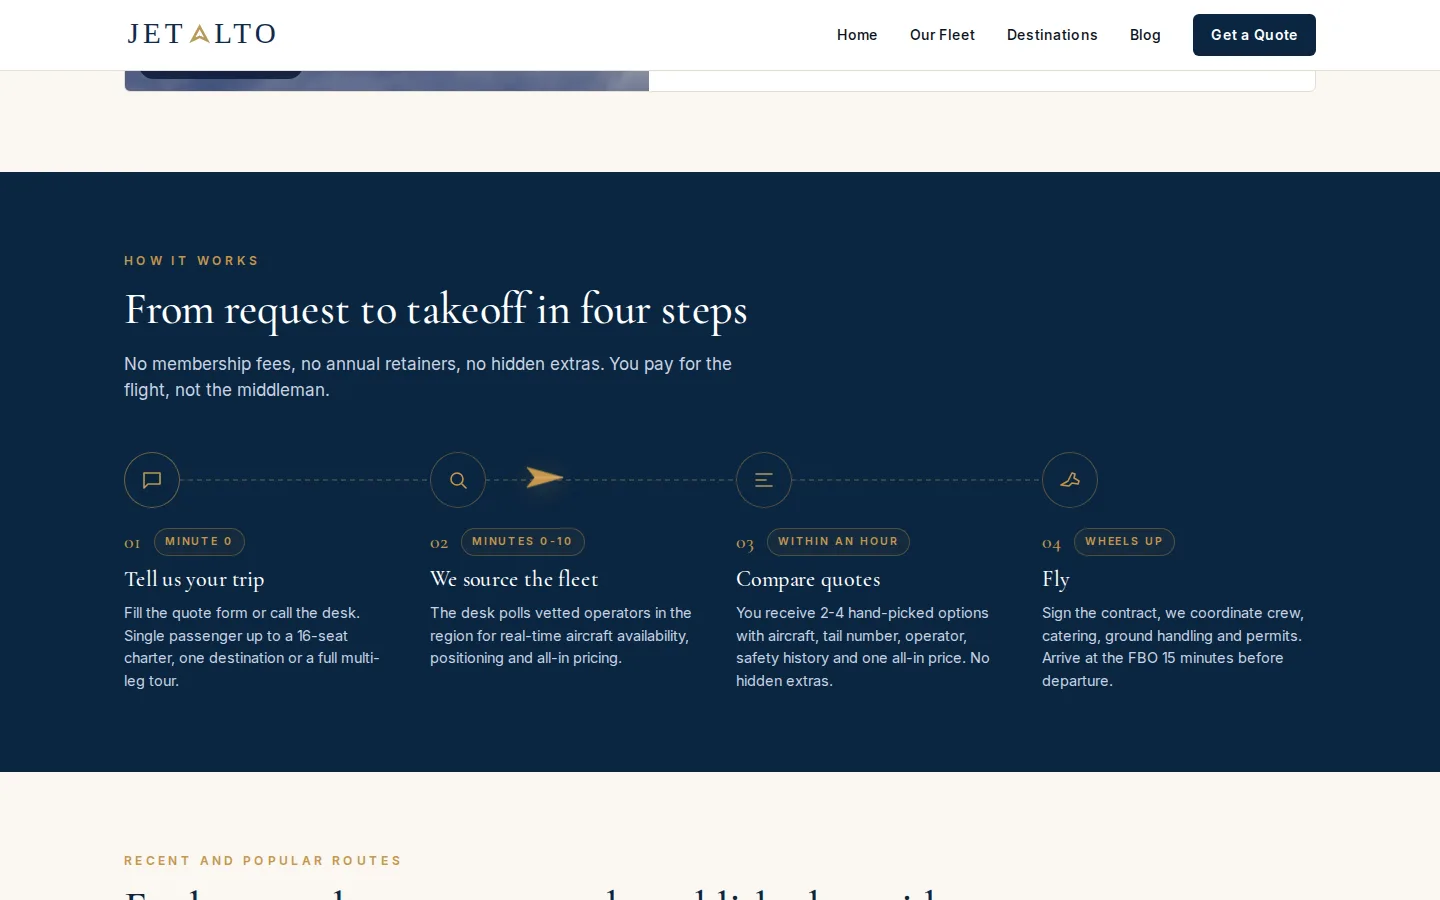 JETALTO
Home Our Fleet Destinations Blog Get a Quote
HOW IT WORKS
From request to takeoff in four steps
No membership fees, no annual retainers, no hidden extras. You pay for the
flight, not the middleman.
01 MINUTE 0
Tell us your trip
Fill the quote form or call the desk.
Single passenger up to a 16-seat
charter, one destination or a full multi-
leg tour.
02 MINUTES 0-10
We source the fleet
The desk polls vetted operators in the
region for real-time aircraft availability,
positioning and all-in pricing.
03 WITHIN AN HOUR
Compare quotes
You receive 2-4 hand-picked options
with aircraft, tail number, operator,
safety history and one all-in price. No
hidden extras.
04 WHEELS UP
Fly
Sign the contract, we coordinate crew,
catering, ground handling and permits.
Arrive at the FBO 15 minutes before
departure.
RECENT AND POPULAR ROUTES